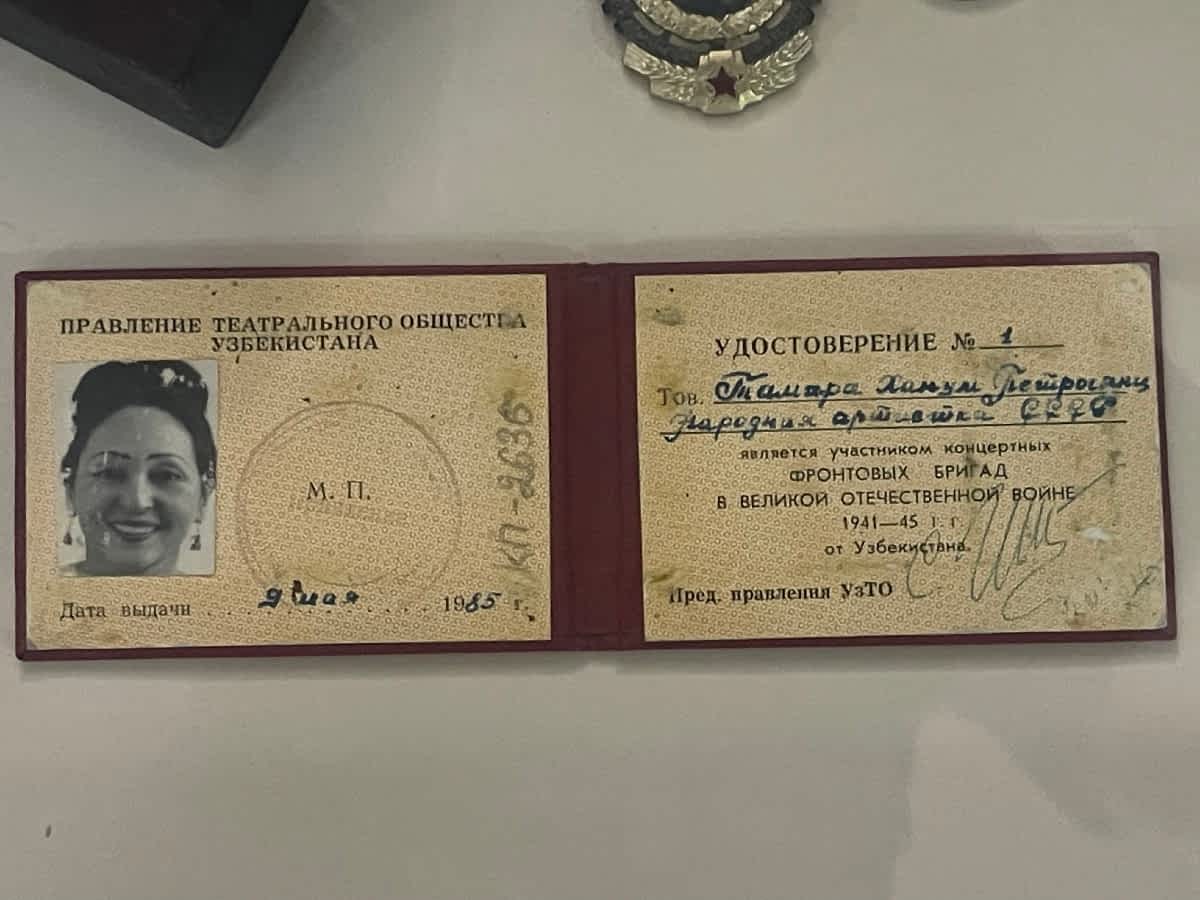 ПРАВЛЕНИЕ ТЕАТРАЛЬНОГО ОБЩЕСТВА
УЗБЕКИСТАНА
М. П.
КП-2636
Дата выдачи 9 мая 1985 г.
УДОСТОВЕРЕНИЕ № 1
Тов. Тамара Ханум Петросянц
Народная артистка СССР
является участником концертных
ФРОНТОВЫХ БРИГАД
В ВЕЛИКОЙ ОТЕЧЕСТВЕННОЙ ВОЙНЕ
1941—45 г. г.
от Узбекистана.
Пред. правления УзТО